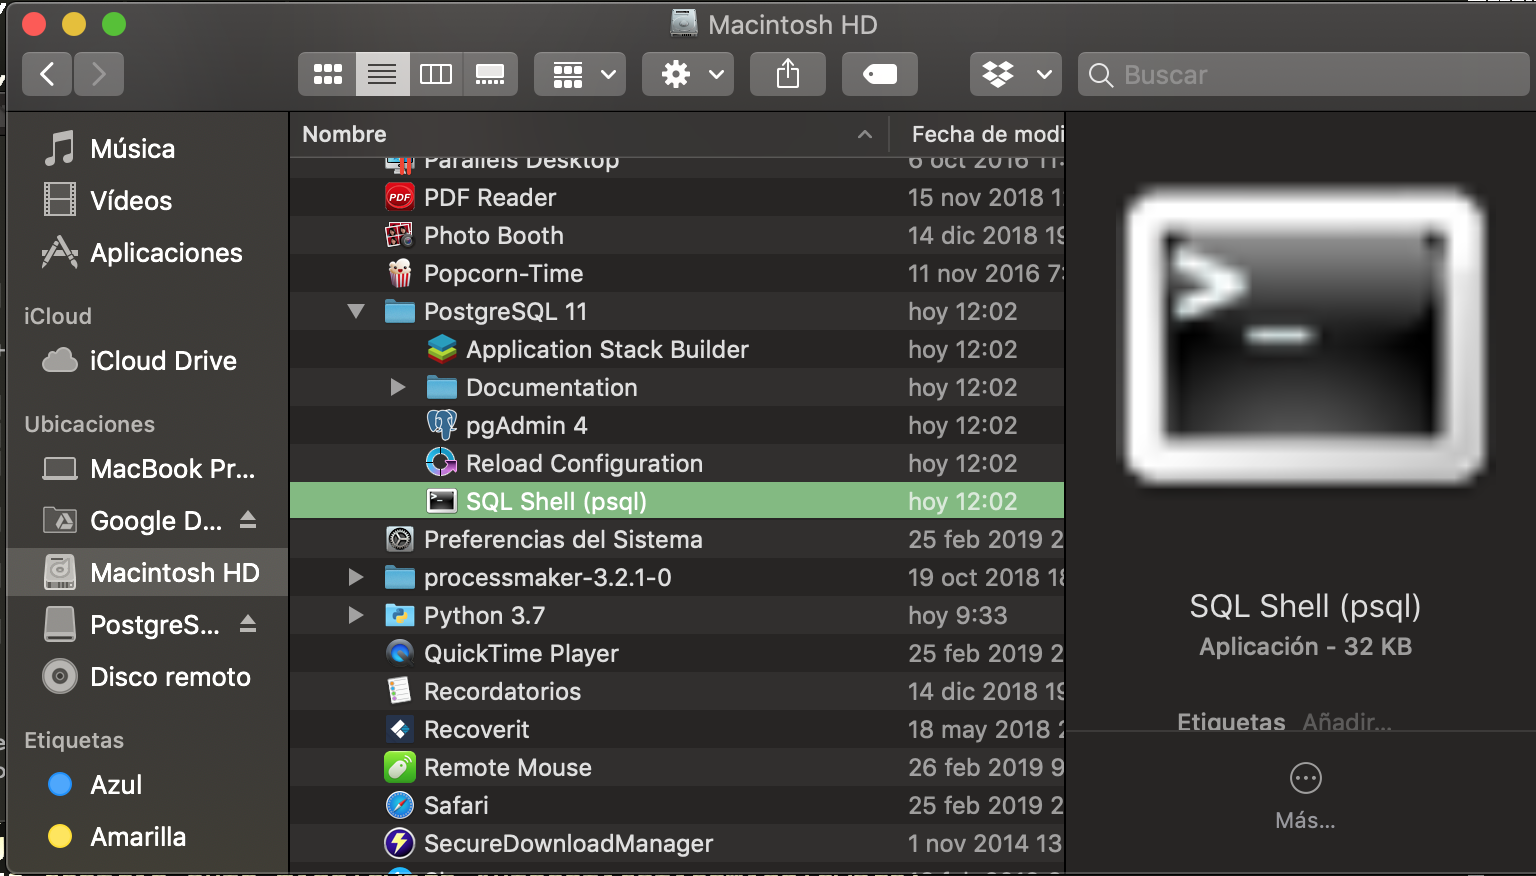 Macintosh HD
Buscar
Música
Vídeos
Aplicaciones
iCloud
iCloud Drive
Ubicaciones
MacBook Pr...
Google D...
Macintosh HD
PostgreS...
Disco remoto
Etiquetas
Azul
Amarilla
Nombre Fecha de modi
Parallels Desktop 6 oct 2016 11:
PDF PDF Reader 15 nov 2018 1
Photo Booth 14 dic 2018 19
Popcorn-Time 11 nov 2016 7:
PostgreSQL 11 hoy 12:02
Application Stack Builder hoy 12:02
Documentation hoy 12:02
pgAdmin 4 hoy 12:02
Reload Configuration hoy 12:02
SQL Shell (psql) hoy 12:02
Preferencias del Sistema 25 feb 2019 2
processmaker-3.2.1-0 19 oct 2018 18
Python 3.7 hoy 9:33
QuickTime Player 25 feb 2019 2
Recordatorios 14 dic 2018 19
Recoverit 18 may 2018 2
Remote Mouse 26 feb 2019 9
Safari 25 feb 2019 2
SecureDownloadManager 1 nov 2014 13
>_
SQL Shell (psql)
Aplicación - 32 KB
Etiquetas Añadir...
Más...